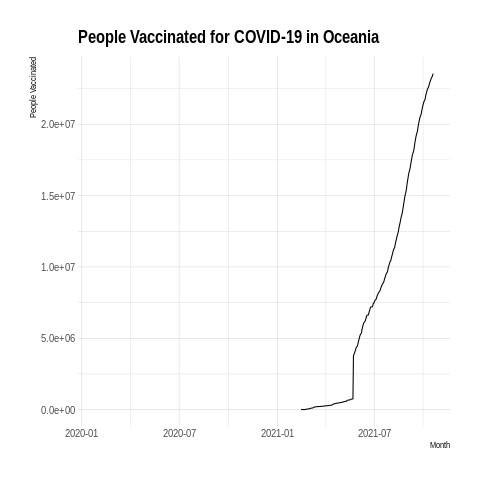 People Vaccinated for COVID-19 in Oceania
People Vaccinated
2.0e+07
1.5e+07
1.0e+07
5.0e+06
0.0e+00
2020-01 2020-07 2021-01 2021-07
Month